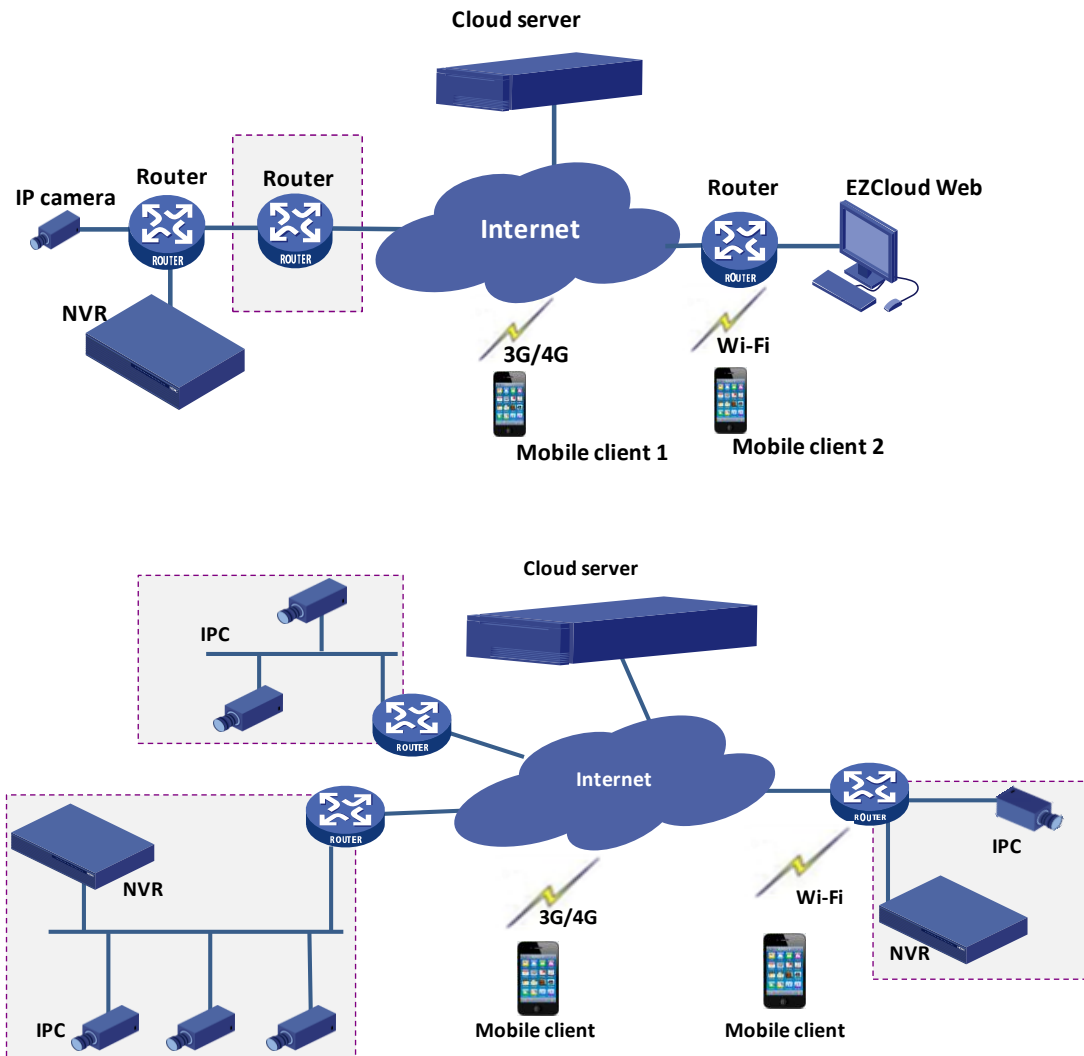 Cloud server
Router
Router
IP camera
Router
EZCloud Web
Internet
ROUTER
ROUTER
ROUTER
NVR
3G/4G
Wi-Fi
Mobile client 1
Mobile client 2
Cloud server
IPC
ROUTER
Internet
ROUTER
ROUTER
IPC
NVR
3G/4G
Wi-Fi
NVR
IPC
Mobile client
Mobile client